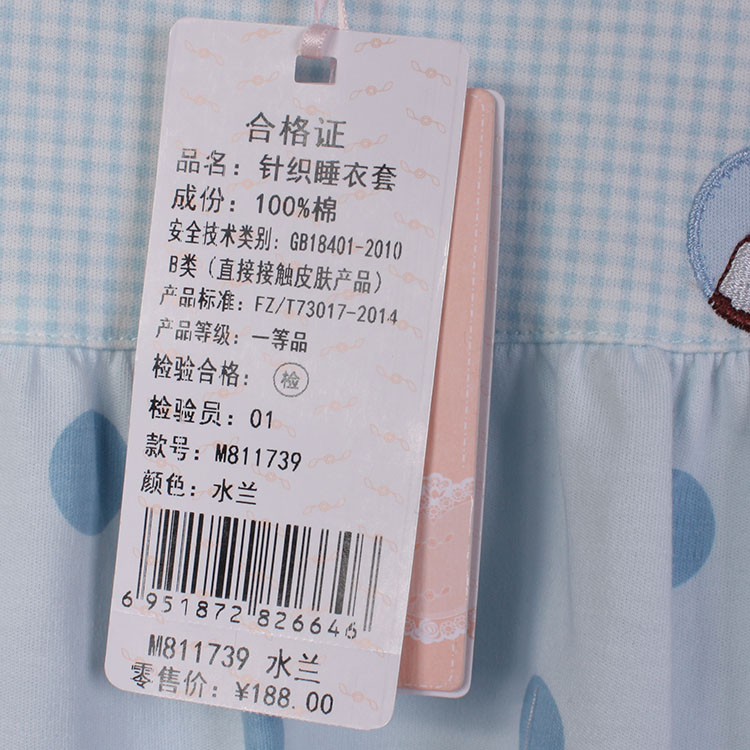 合格证
品名：针织睡衣套
成份：100%棉
安全技术类别：GB18401-2010
B类（直接接触皮肤产品）
产品标准：FZ/T73017-2014
产品等级：一等品
检验合格：检
检验员：01
款号：M811739
颜色：水兰
6 951872 826646
M811739 水兰
零售价：¥188.00